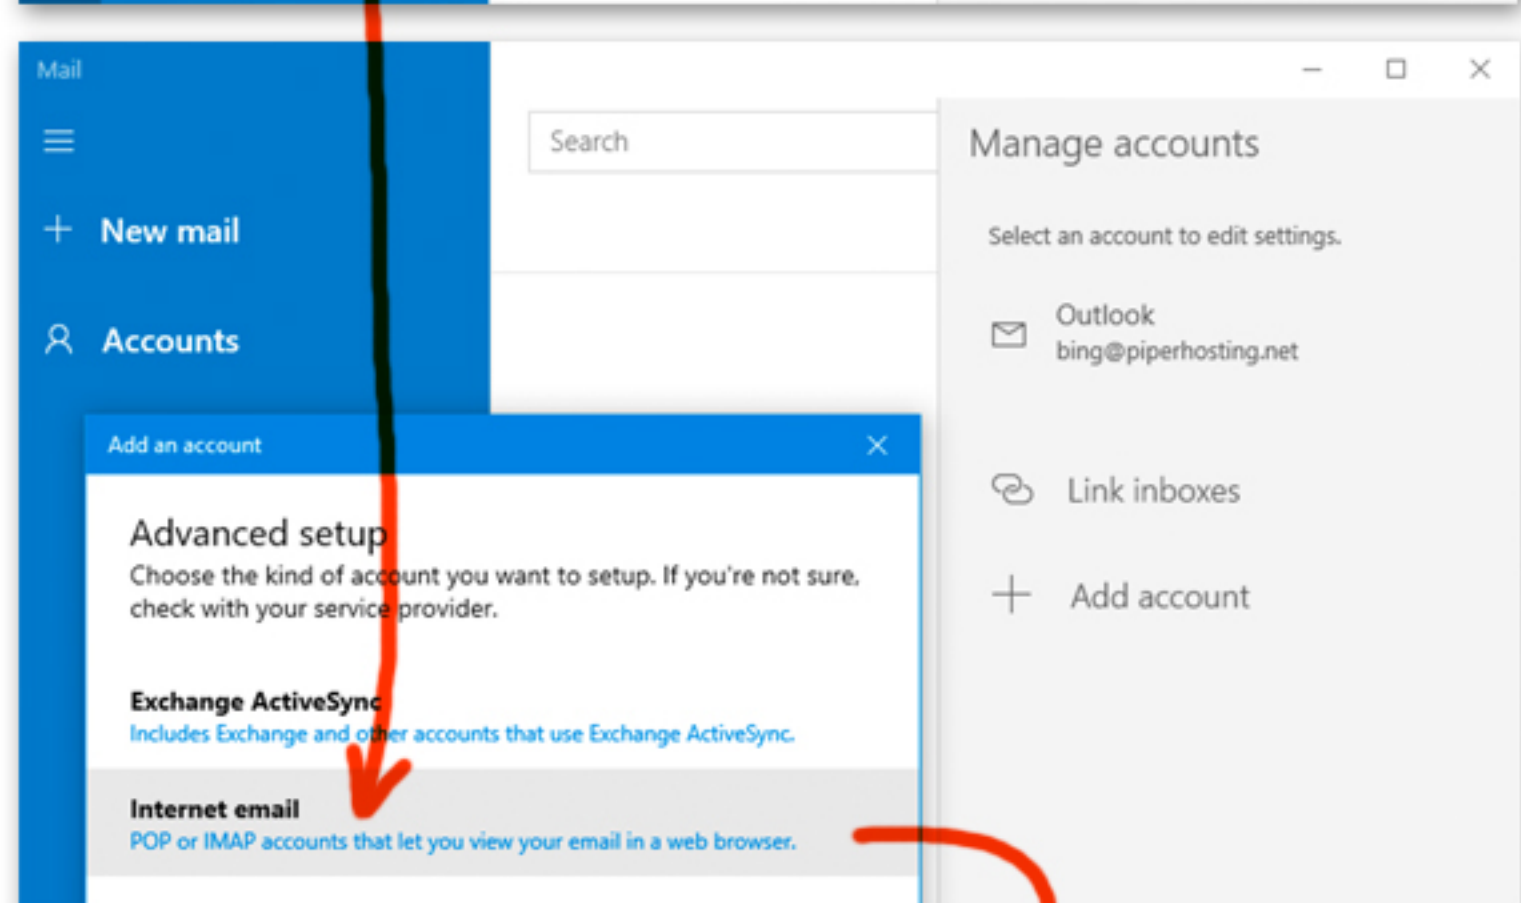 Mail
Search
Manage accounts
New mail
Select an account to edit settings.
Outlook
bing@piperhosting.net
Accounts
Add an account
Link inboxes
Advanced setup
Choose the kind of account you want to setup. If you're not sure,
check with your service provider.
Add account
Exchange ActiveSync
Includes Exchange and other accounts that use Exchange ActiveSync.
Internet email
POP or IMAP accounts that let you view your email in a web browser.